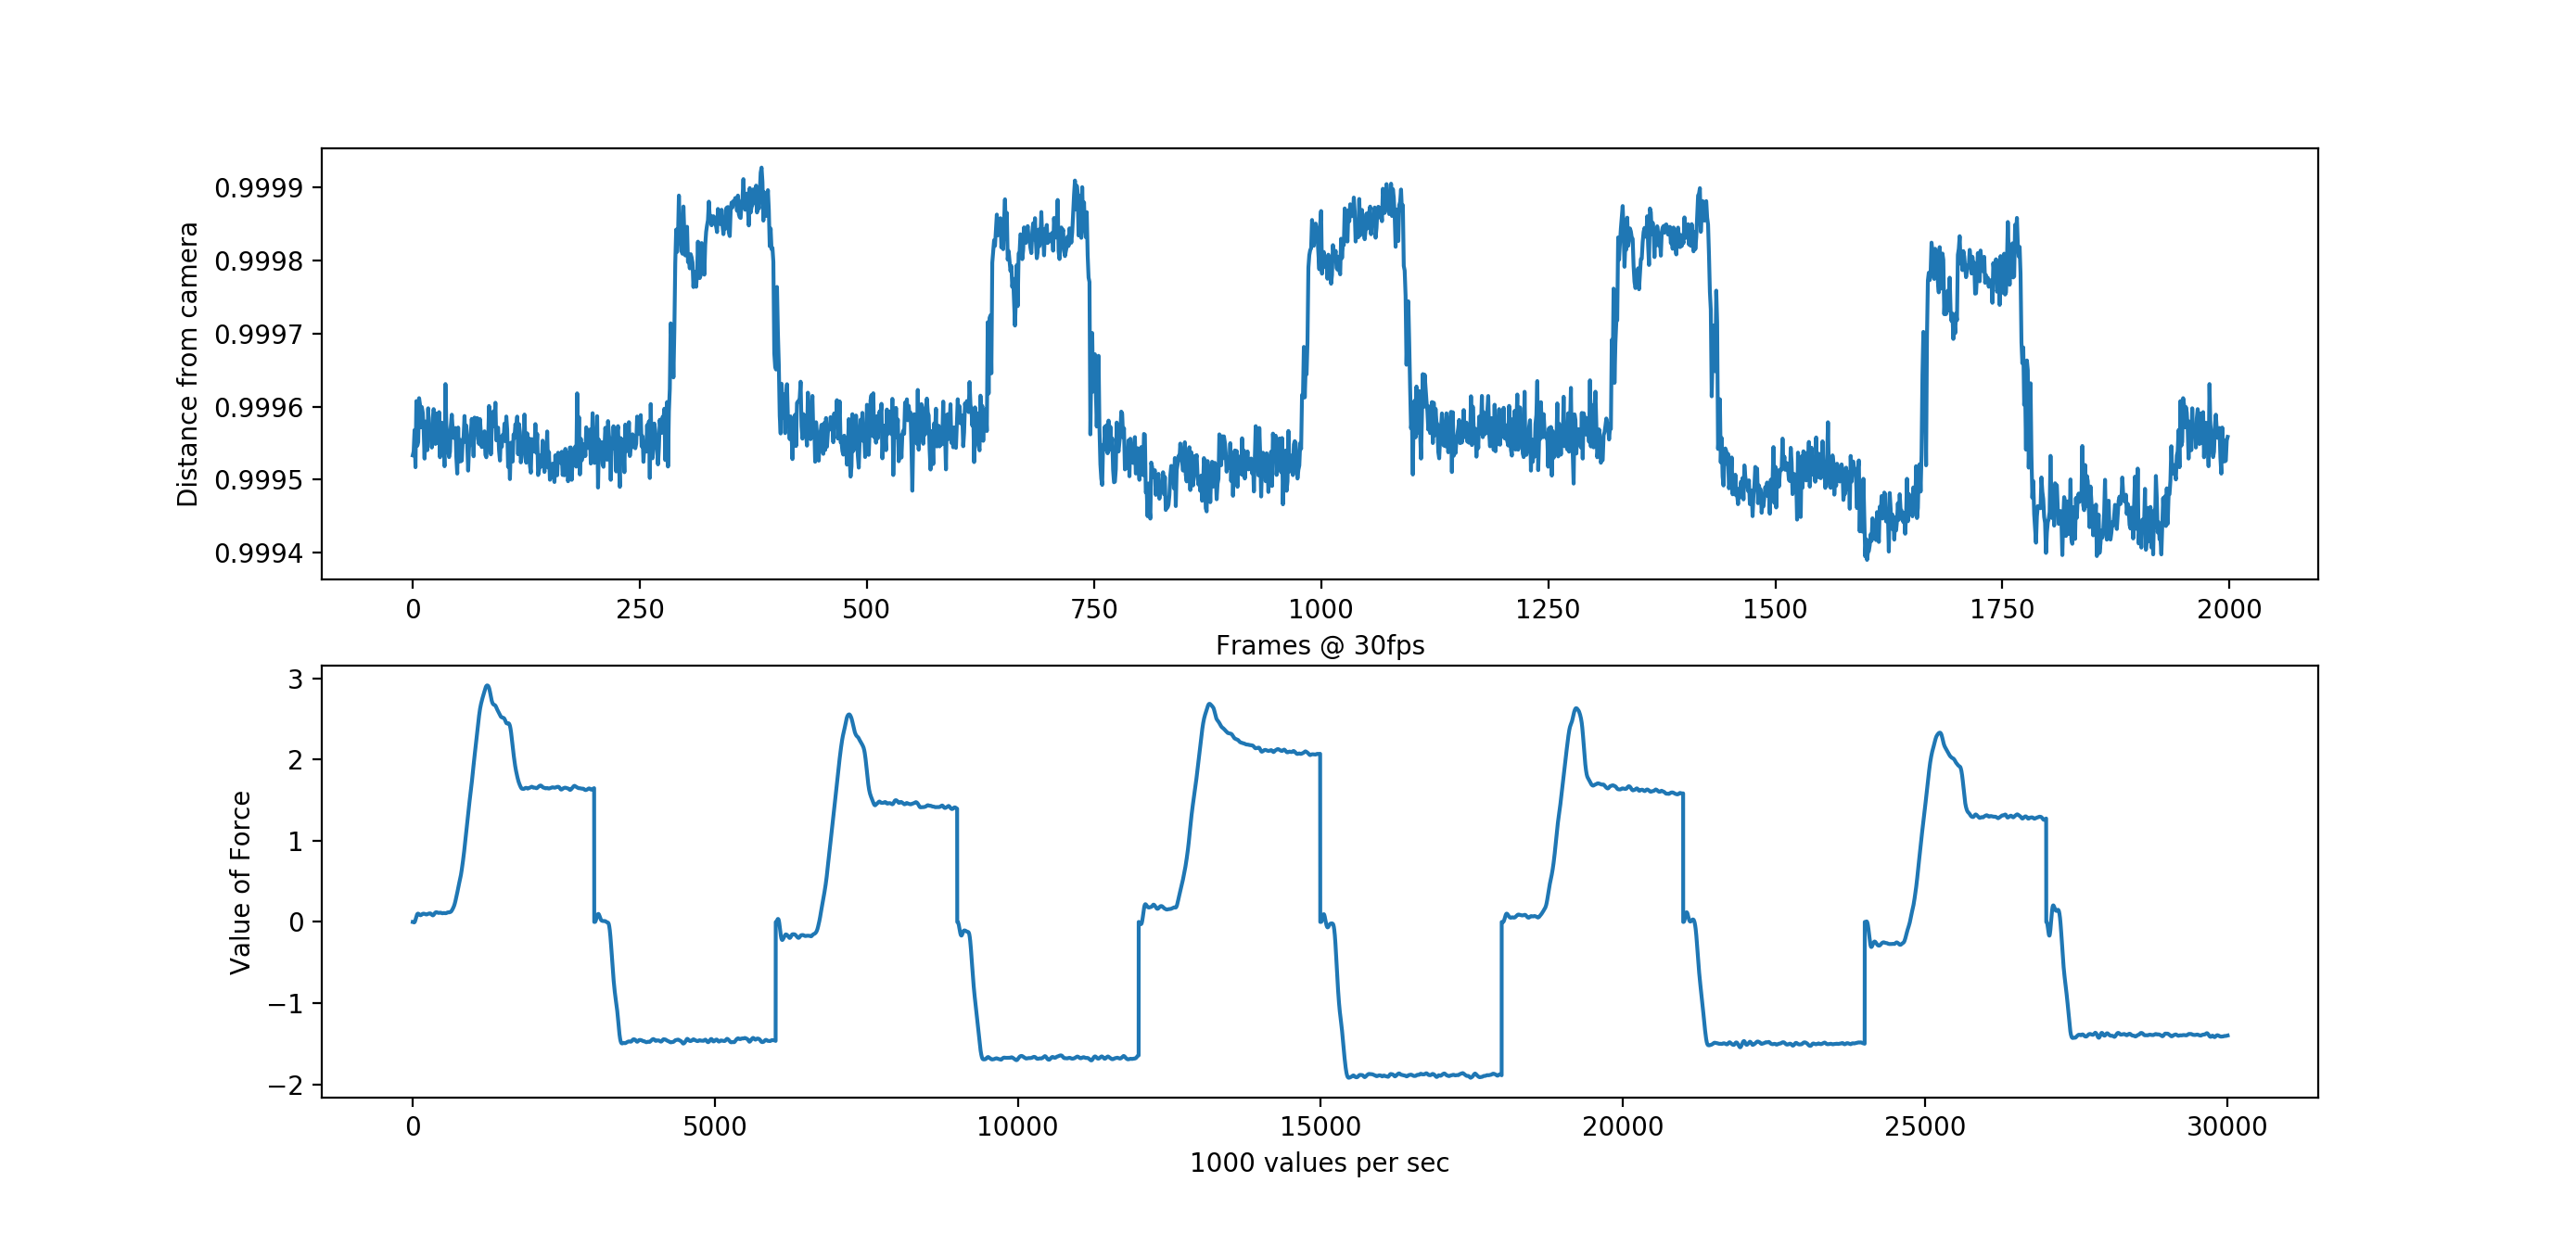 0.9999
0.9998
0.9997
0.9996
0.9995
0.9994
Distance from camera
0 250 500 750 1000 1250 1500 1750 2000
Frames @ 30fps
3
2
1
0
−1
−2
Value of Force
0 5000 10000 15000 20000 25000 30000
1000 values per sec